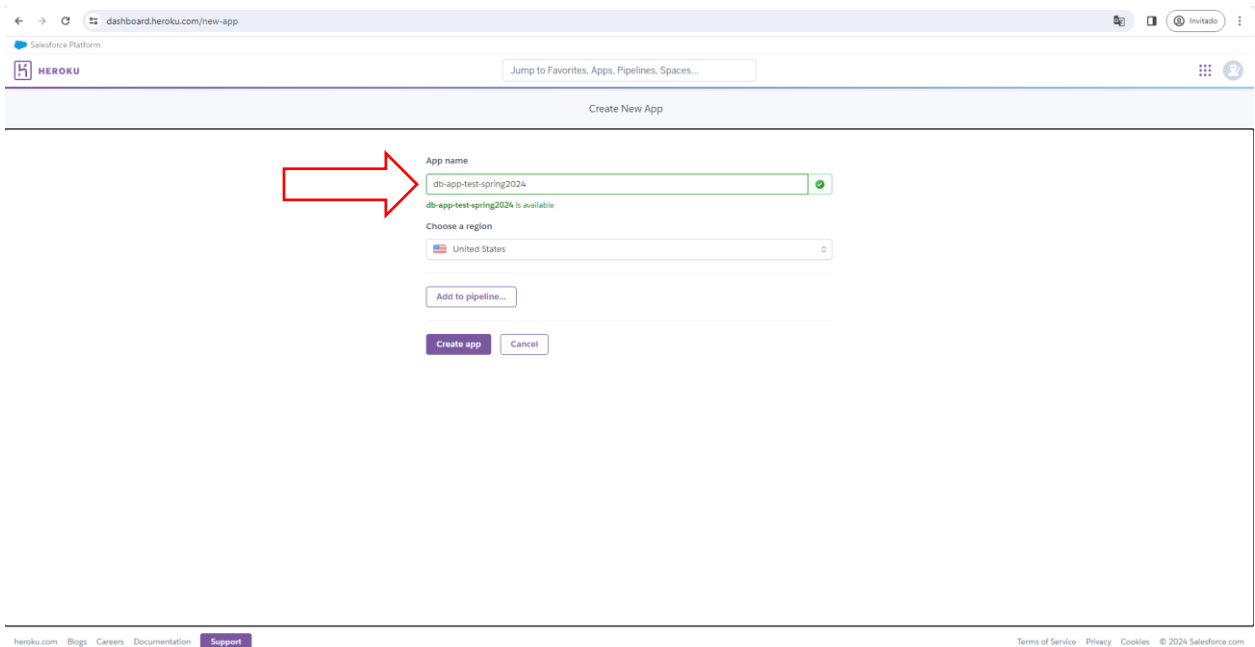 dashboard.heroku.com/new-app
Invitado
Salesforce Platform
HEROKU
Jump to Favorites, Apps, Pipelines, Spaces...
Create New App
App name
db-app-test-spring2024
db-app-test-spring2024 is available
Choose a region
United States
Add to pipeline...
Create app Cancel
heroku.com Blogs Careers Documentation Support Terms of Service Privacy Cookies © 2024 Salesforce.com